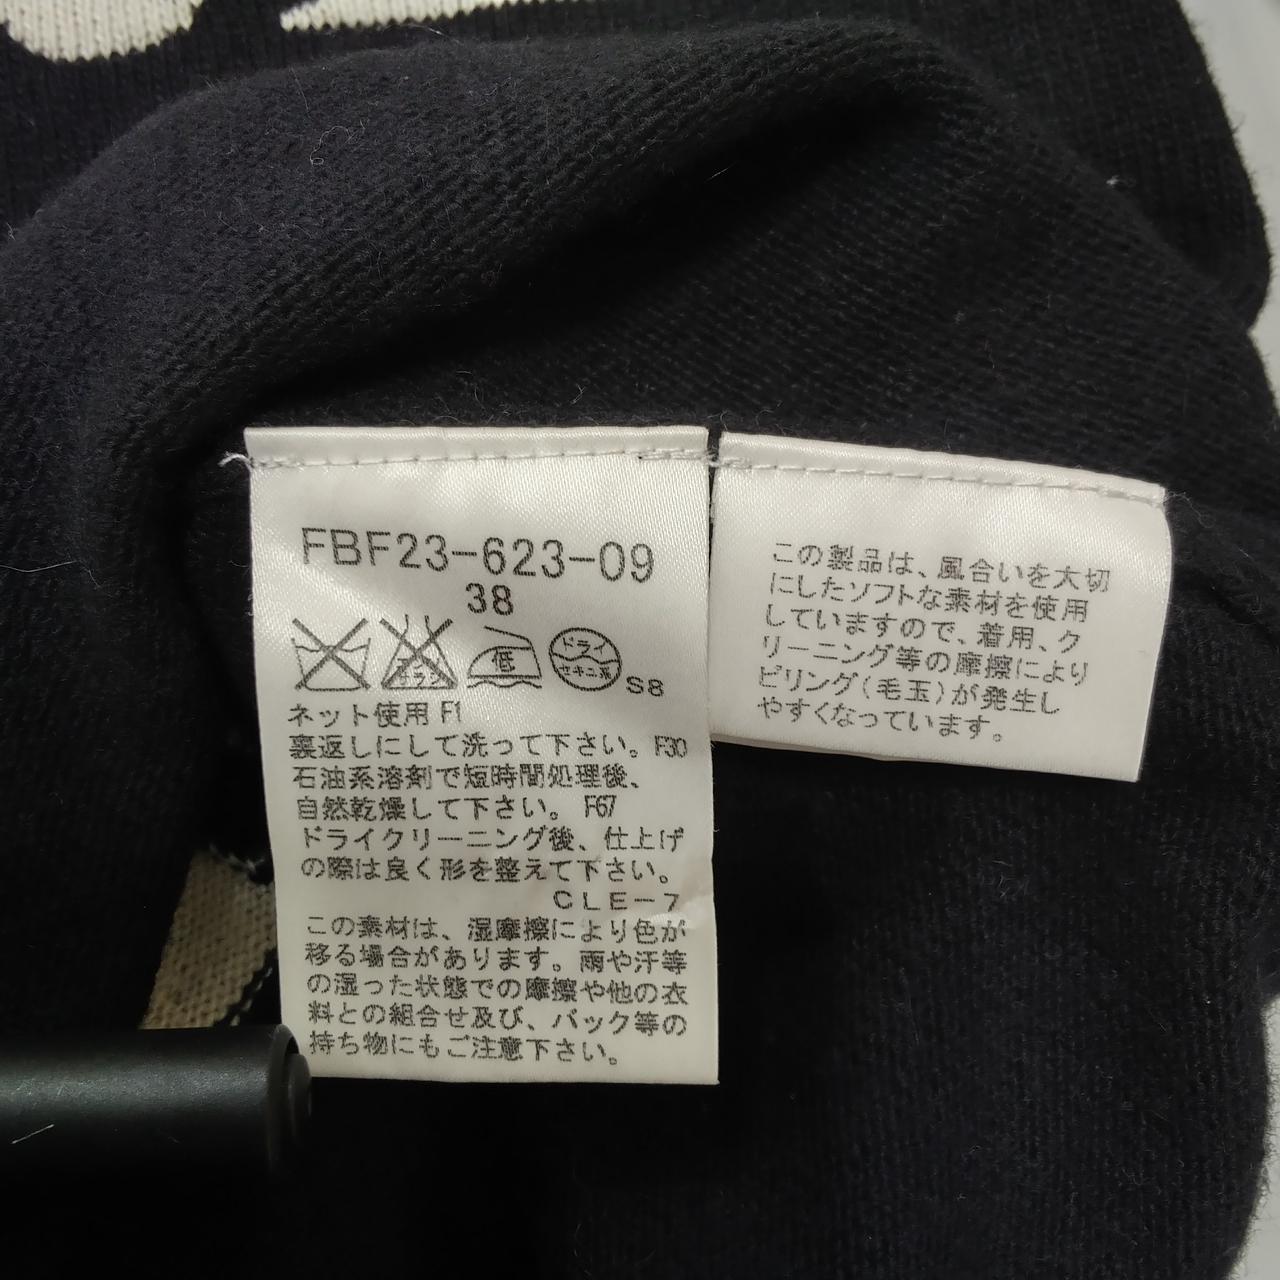 FBF23-623-09
38
エンソ
サラシ
低
ドライ
セキユ系
S8
ネット使用 F1
裏返しにして洗って下さい。F30
石油系溶剤で短時間処理後、
自然乾燥して下さい。 F67
ドライクリーニング後、仕上げ
の際は良く形を整えて下さい。
CLE-7
この素材は、湿摩擦により色が
移る場合があります。雨や汗等
の湿った状態での摩擦や他の衣
料との組合せ及び、バック等の
持ち物にもご注意下さい。
この製品は、風合いを大切
にしたソフトな素材を使用
していますので、着用、ク
リーニング等の摩擦により
ピリング(毛玉)が発生し
やすくなっています。